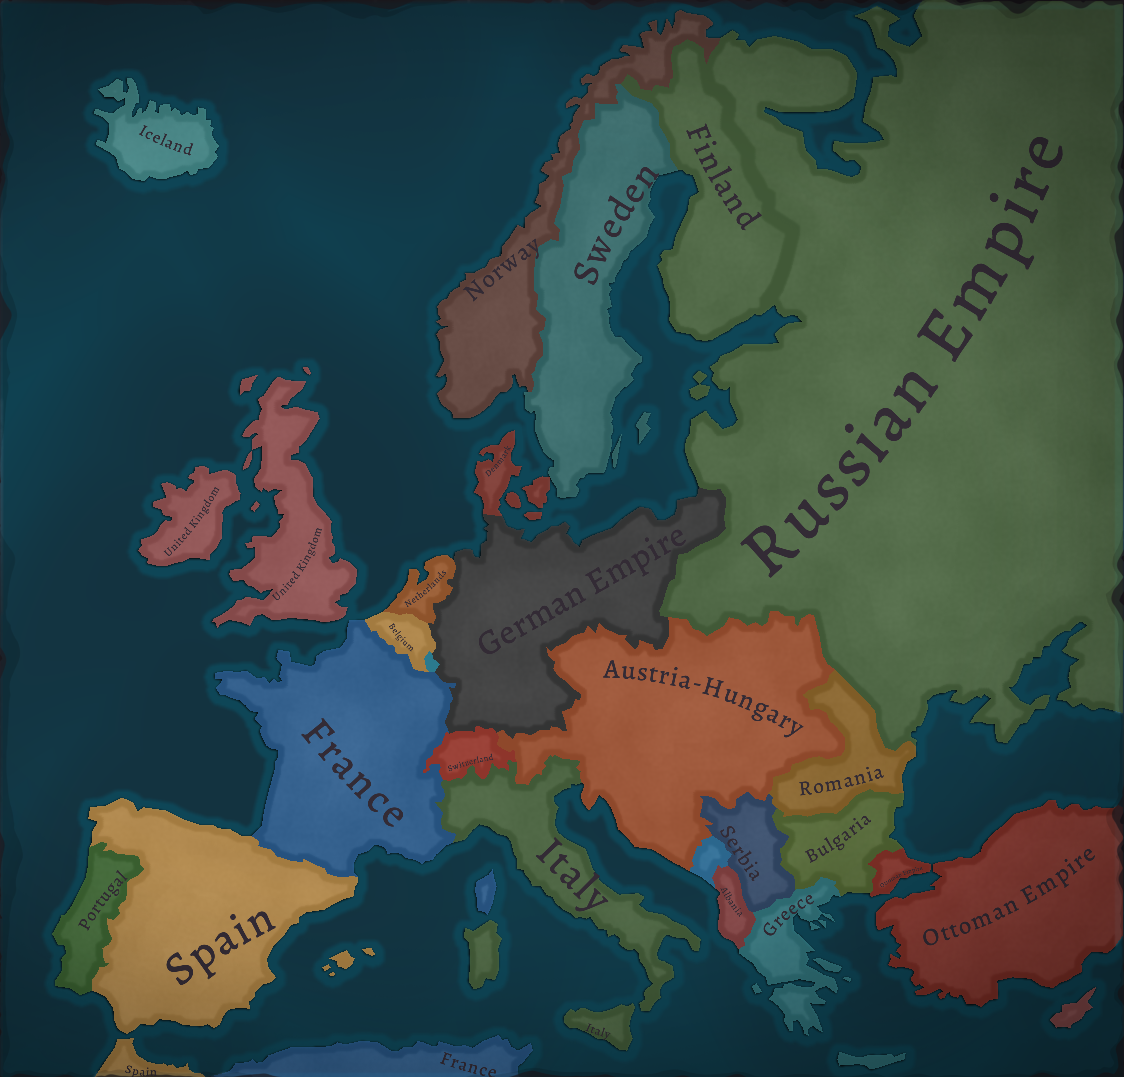 Iceland
Finland
Sweden
Norway
Russian Empire
Denmark
United Kingdom
United Kingdom
Netherlands
German Empire
Belgium
Austria-Hungary
France
Switzerland
Romania
Serbia
Bulgaria
Italy
Albania
Greece
Ottoman Empire
Portugal
Spain
Italy
France
Spain